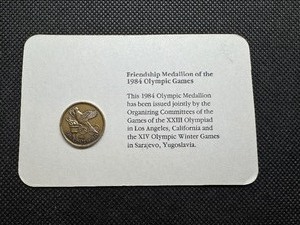 Friendship Medallion of the
1984 Olympic Games
This 1984 Olympic Medallion
has been issued jointly by the
Organizing Committees of the
Games of the XXIII Olympiad
in Los Angeles, California and
the XIV Olympic Winter Games
in Sarajevo, Yugoslavia.